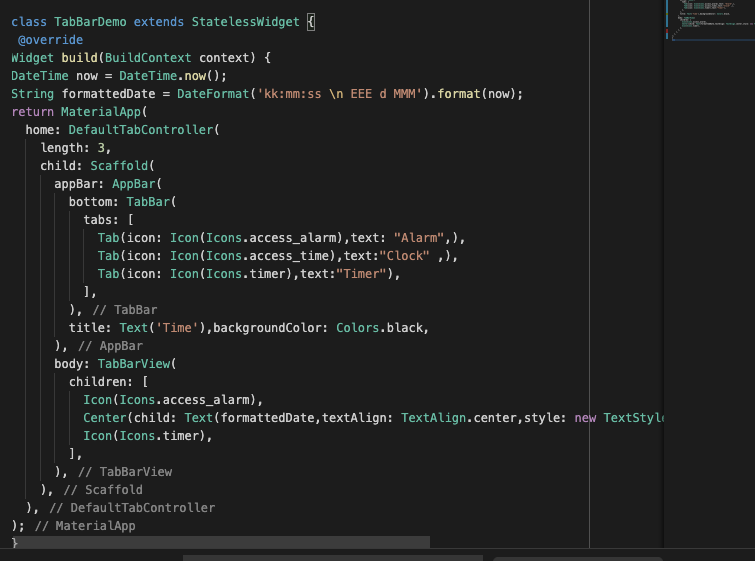 class TabBarDemo extends StatelessWidget {
@override
Widget build(BuildContext context) {
DateTime now = DateTime.now();
String formattedDate = DateFormat('kk:mm:ss \n EEE d MMM').format(now);
return MaterialApp(
home: DefaultTabController(
length: 3,
child: Scaffold(
appBar: AppBar(
bottom: TabBar(
tabs: [
Tab(icon: Icon(Icons.access_alarm),text: "Alarm",),
Tab(icon: Icon(Icons.access_time),text:"Clock" ,),
Tab(icon: Icon(Icons.timer),text:"Timer"),
],
), // TabBar
title: Text('Time'),backgroundColor: Colors.black,
), // AppBar
body: TabBarView(
children: [
Icon(Icons.access_alarm),
Center(child: Text(formattedDate,textAlign: TextAlign.center,style: new TextStyle
Icon(Icons.timer),
],
), // TabBarView
), // Scaffold
), // DefaultTabController
); // MaterialApp
}